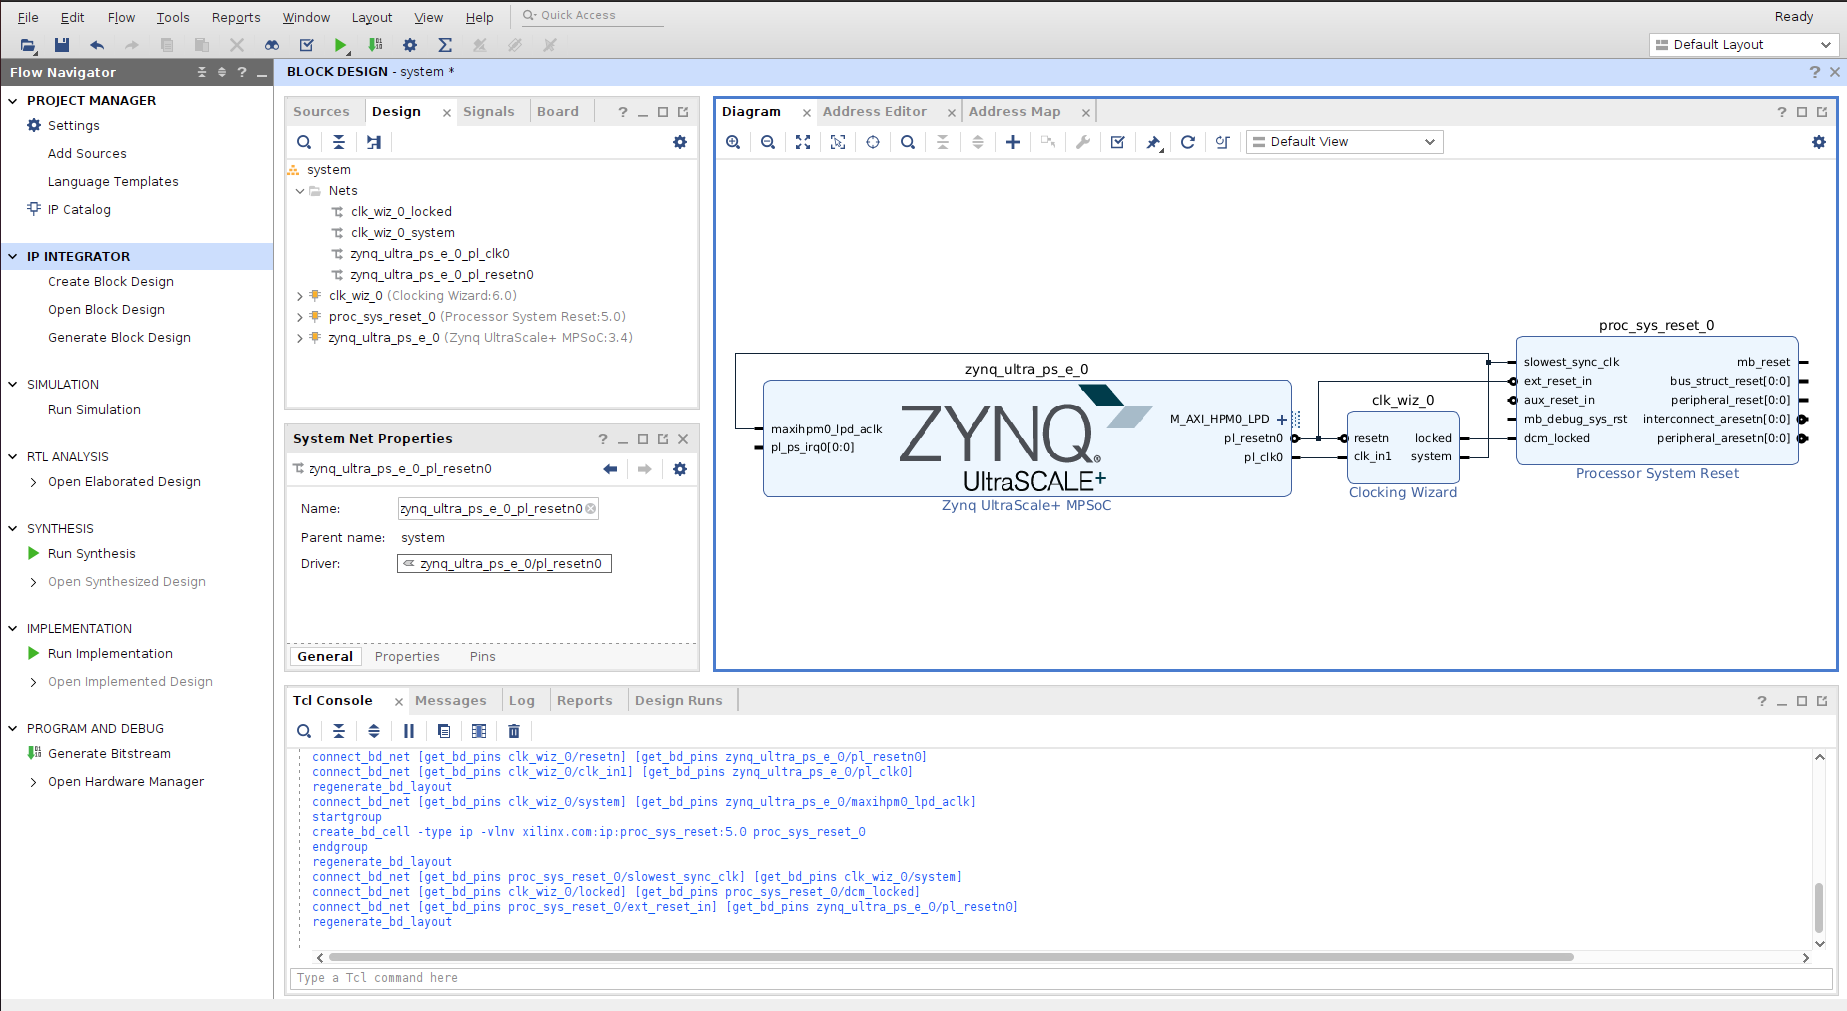 File Edit Flow Tools Reports Window Layout View Help Quick Access Ready
Default Layout
Flow Navigator
PROJECT MANAGER
Settings
Add Sources
Language Templates
IP Catalog
IP INTEGRATOR
Create Block Design
Open Block Design
Generate Block Design
SIMULATION
Run Simulation
RTL ANALYSIS
Open Elaborated Design
SYNTHESIS
Run Synthesis
Open Synthesized Design
IMPLEMENTATION
Run Implementation
Open Implemented Design
PROGRAM AND DEBUG
Generate Bitstream
Open Hardware Manager
BLOCK DESIGN - system *
Sources Design Signals Board
system
Nets
clk_wiz_0_locked
clk_wiz_0_system
zynq_ultra_ps_e_0_pl_clk0
zynq_ultra_ps_e_0_pl_resetn0
clk_wiz_0 (Clocking Wizard:6.0)
proc_sys_reset_0 (Processor System Reset:5.0)
zynq_ultra_ps_e_0 (Zynq UltraScale+ MPSoC:3.4)
System Net Properties
zynq_ultra_ps_e_0_pl_resetn0
Name: zynq_ultra_ps_e_0_pl_resetn0
Parent name: system
Driver: zynq_ultra_ps_e_0/pl_resetn0
General Properties Pins
Diagram Address Editor Address Map
Default View
zynq_ultra_ps_e_0
maxihpm0_lpd_aclk
pl_ps_irq0[0:0]
ZYNQ
UltraSCALE+
M_AXI_HPM0_LPD
pl_resetn0
pl_clk0
Zynq UltraScale+ MPSoC
clk_wiz_0
resetn locked
clk_in1 system
Clocking Wizard
proc_sys_reset_0
slowest_sync_clk mb_reset
ext_reset_in bus_struct_reset[0:0]
aux_reset_in peripheral_reset[0:0]
mb_debug_sys_rst interconnect_aresetn[0:0]
dcm_locked peripheral_aresetn[0:0]
Processor System Reset
Tcl Console Messages Log Reports Design Runs
connect_bd_net [get_bd_pins clk_wiz_0/resetn] [get_bd_pins zynq_ultra_ps_e_0/pl_resetn0]
connect_bd_net [get_bd_pins clk_wiz_0/clk_in1] [get_bd_pins zynq_ultra_ps_e_0/pl_clk0]
regenerate_bd_layout
connect_bd_net [get_bd_pins clk_wiz_0/system] [get_bd_pins zynq_ultra_ps_e_0/maxihpm0_lpd_aclk]
startgroup
create_bd_cell -type ip -vlnv xilinx.com:ip:proc_sys_reset:5.0 proc_sys_reset_0
endgroup
regenerate_bd_layout
connect_bd_net [get_bd_pins proc_sys_reset_0/slowest_sync_clk] [get_bd_pins clk_wiz_0/system]
connect_bd_net [get_bd_pins clk_wiz_0/locked] [get_bd_pins proc_sys_reset_0/dcm_locked]
connect_bd_net [get_bd_pins proc_sys_reset_0/ext_reset_in] [get_bd_pins zynq_ultra_ps_e_0/pl_resetn0]
regenerate_bd_layout
Type a Tcl command here